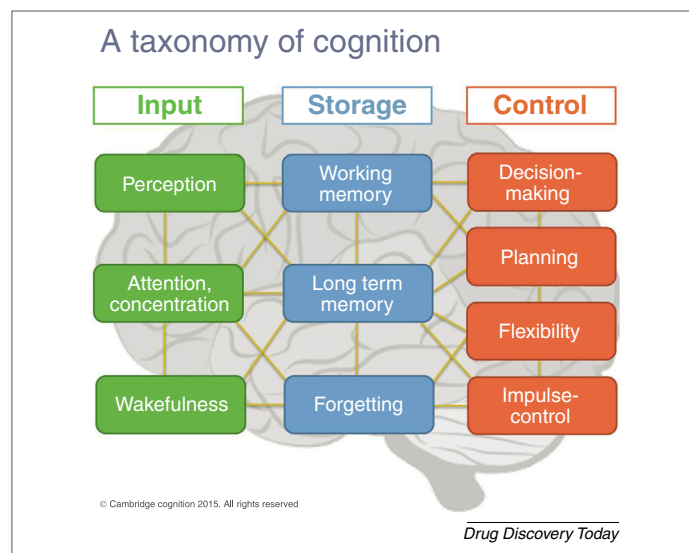 A taxonomy of cognition
Input
Storage
Control
Perception
Working
memory
Decision-
making
Planning
Attention,
concentration
Long term
memory
Flexibility
Wakefulness
Forgetting
Impulse-
control
© Cambridge cognition 2015. All rights reserved
Drug Discovery Today